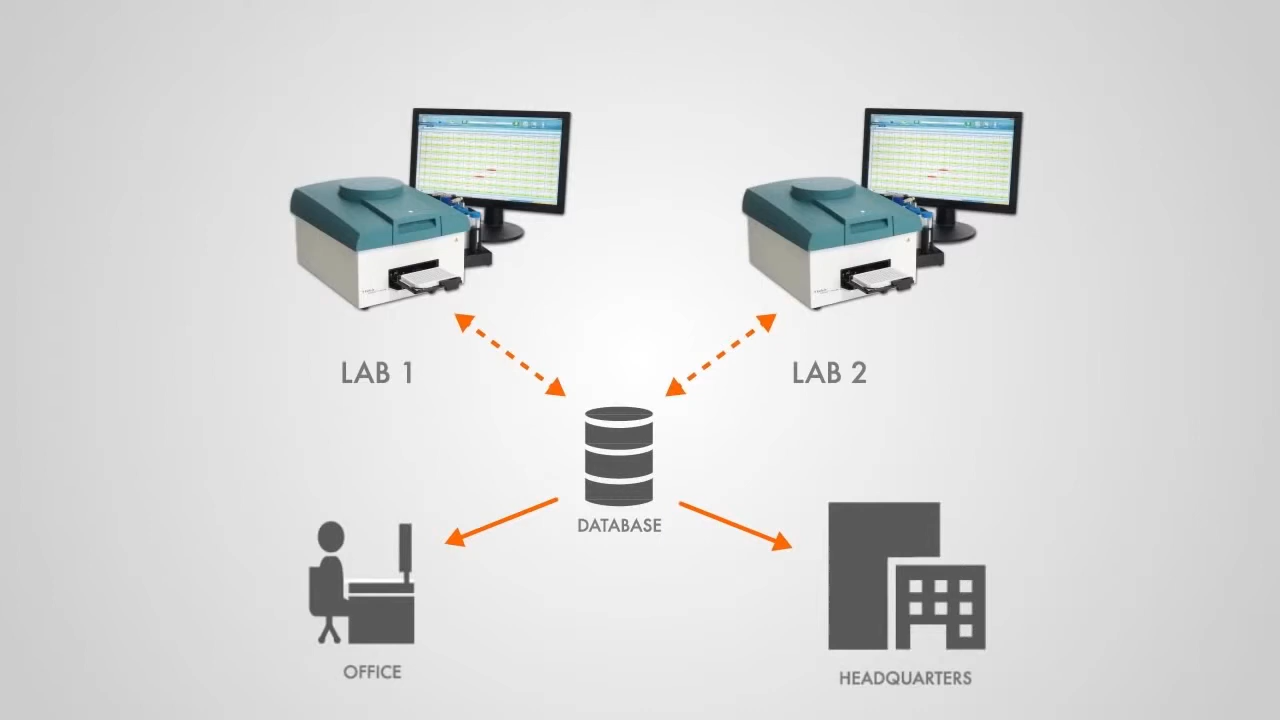 LAB 1
LAB 2
DATABASE
OFFICE
HEADQUARTERS